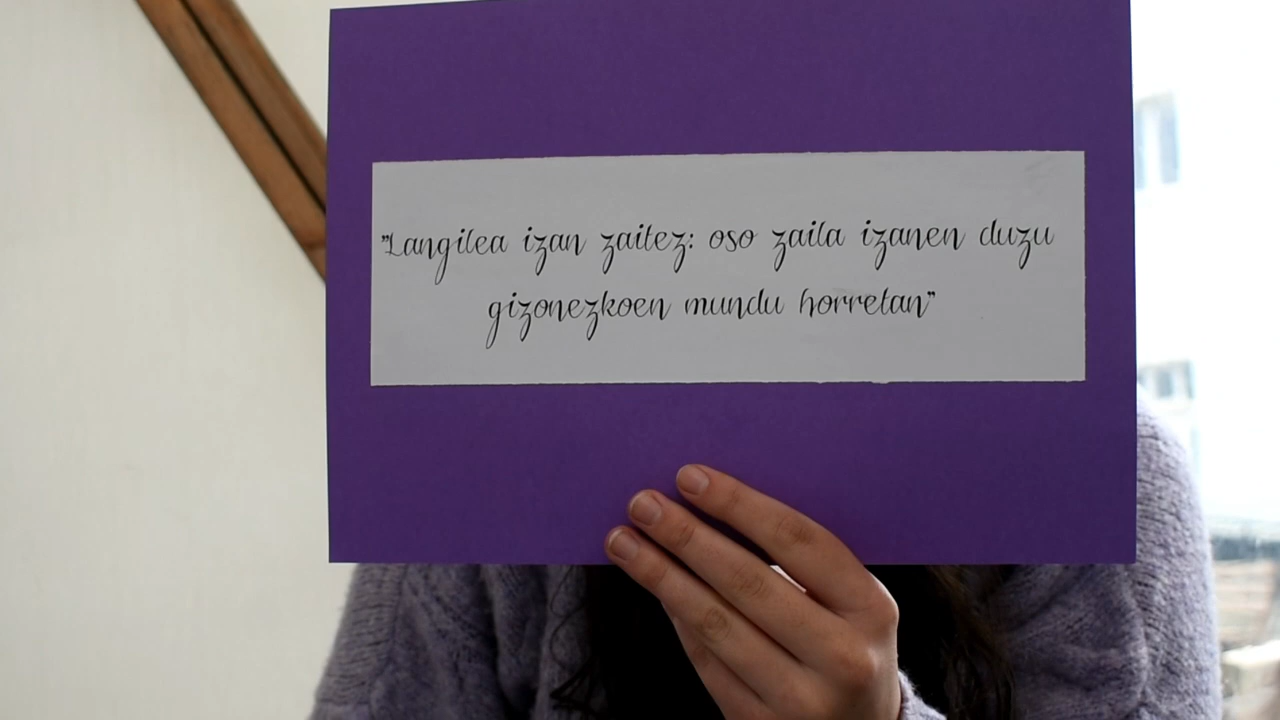 "Langilea izan zaitez: oso zaila izanen duzu
gizonezkoen mundu horretan"